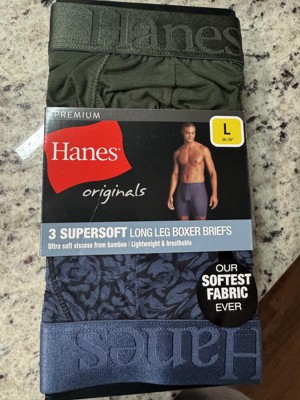 Hanes
PREMIUM
L
Hanes
originals
3 SUPERSOFT LONG LEG BOXER BRIEFS
Ultra soft viscose from bamboo | Lightweight & breathable
OUR
SOFTEST
FABRIC
EVER
Hanes